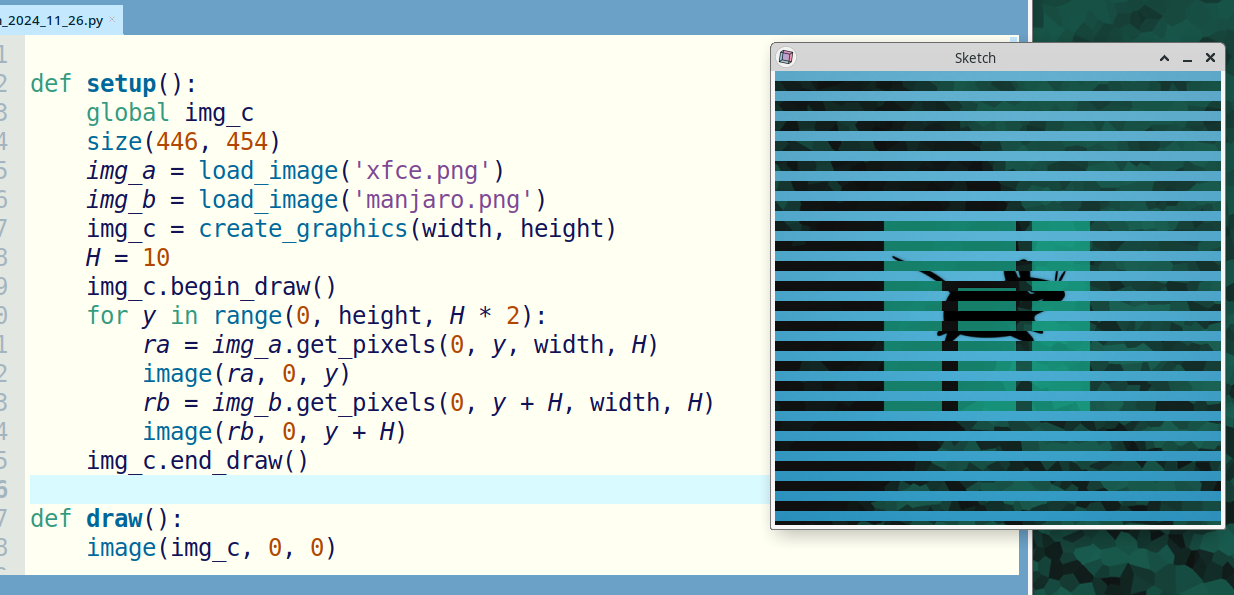 _2024_11_26.py
Sketch
1
2 def setup():
3 global img_c
4 size(446, 454)
5 img_a = load_image('xfce.png')
6 img_b = load_image('manjaro.png')
7 img_c = create_graphics(width, height)
8 H = 10
9 img_c.begin_draw()
0 for y in range(0, height, H * 2):
1 ra = img_a.get_pixels(0, y, width, H)
2 image(ra, 0, y)
3 rb = img_b.get_pixels(0, y + H, width, H)
4 image(rb, 0, y + H)
5 img_c.end_draw()
6
7 def draw():
8 image(img_c, 0, 0)